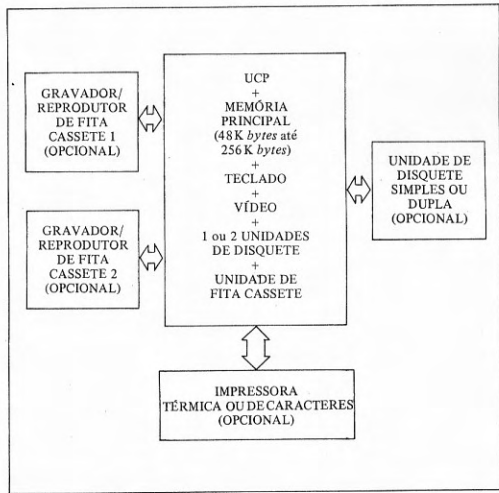 GRAVADOR/
REPRODUTOR
DE FITA
CASSETE 1
(OPCIONAL)
GRAVADOR/
REPRODUTOR
DE FITA
CASSETE 2
(OPCIONAL)
UCP
+
MEMÓRIA
PRINCIPAL
(48K bytes até
256K bytes)
+
TECLADO
+
VÍDEO
+
1 ou 2 UNIDADES
DE DISQUETE
+
UNIDADE DE
FITA CASSETE
UNIDADE DE
DISQUETE
SIMPLES OU
DUPLA
(OPCIONAL)
IMPRESSORA
TÉRMICA OU DE CARACTERES
(OPCIONAL)